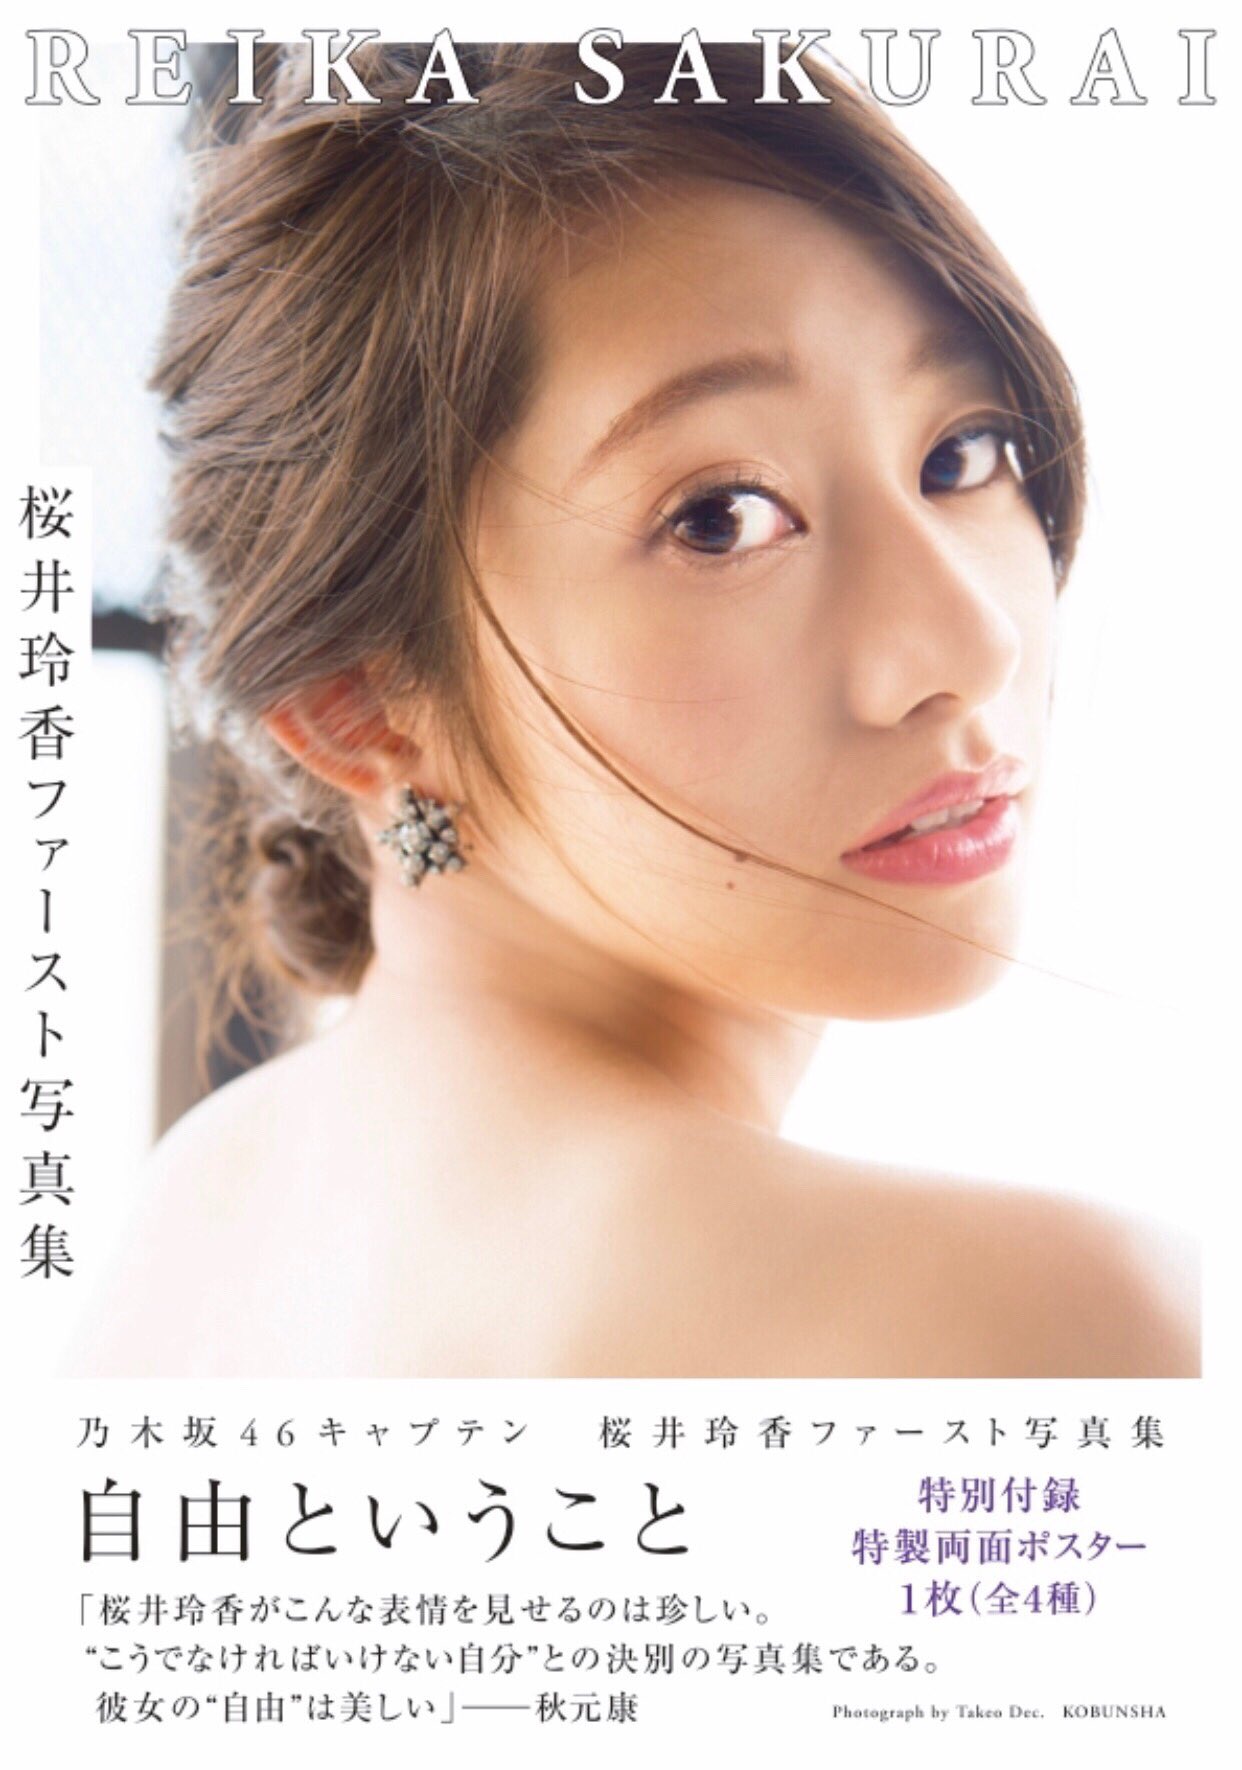 REIKA SAKURAI
桜井玲香ファースト写真集
乃木坂46キャプテン 桜井玲香ファースト写真集
自由ということ
特別付録
特製両面ポスター
1枚(全4種)
「桜井玲香がこんな表情を見せるのは珍しい。
“こうでなければいけない自分”との決別の写真集である。
彼女の“自由”は美しい」——秋元康
Photograph by Takeo Dec. KOBUNSHA